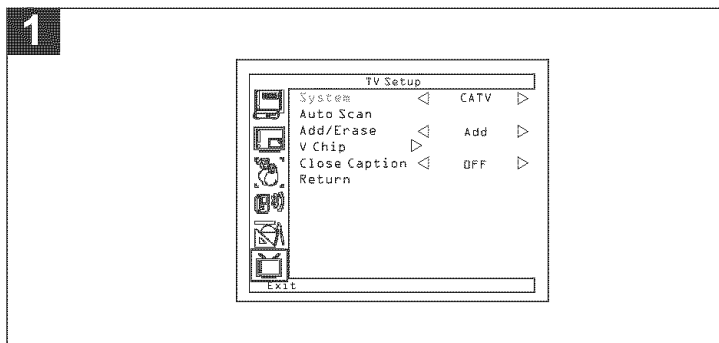 1
TV Setup
System ◁ CATV ▷
Auto Scan
Add/Erase ◁ Add ▷
V Chip ▷
Close Caption ◁ OFF ▷
Return
Exit